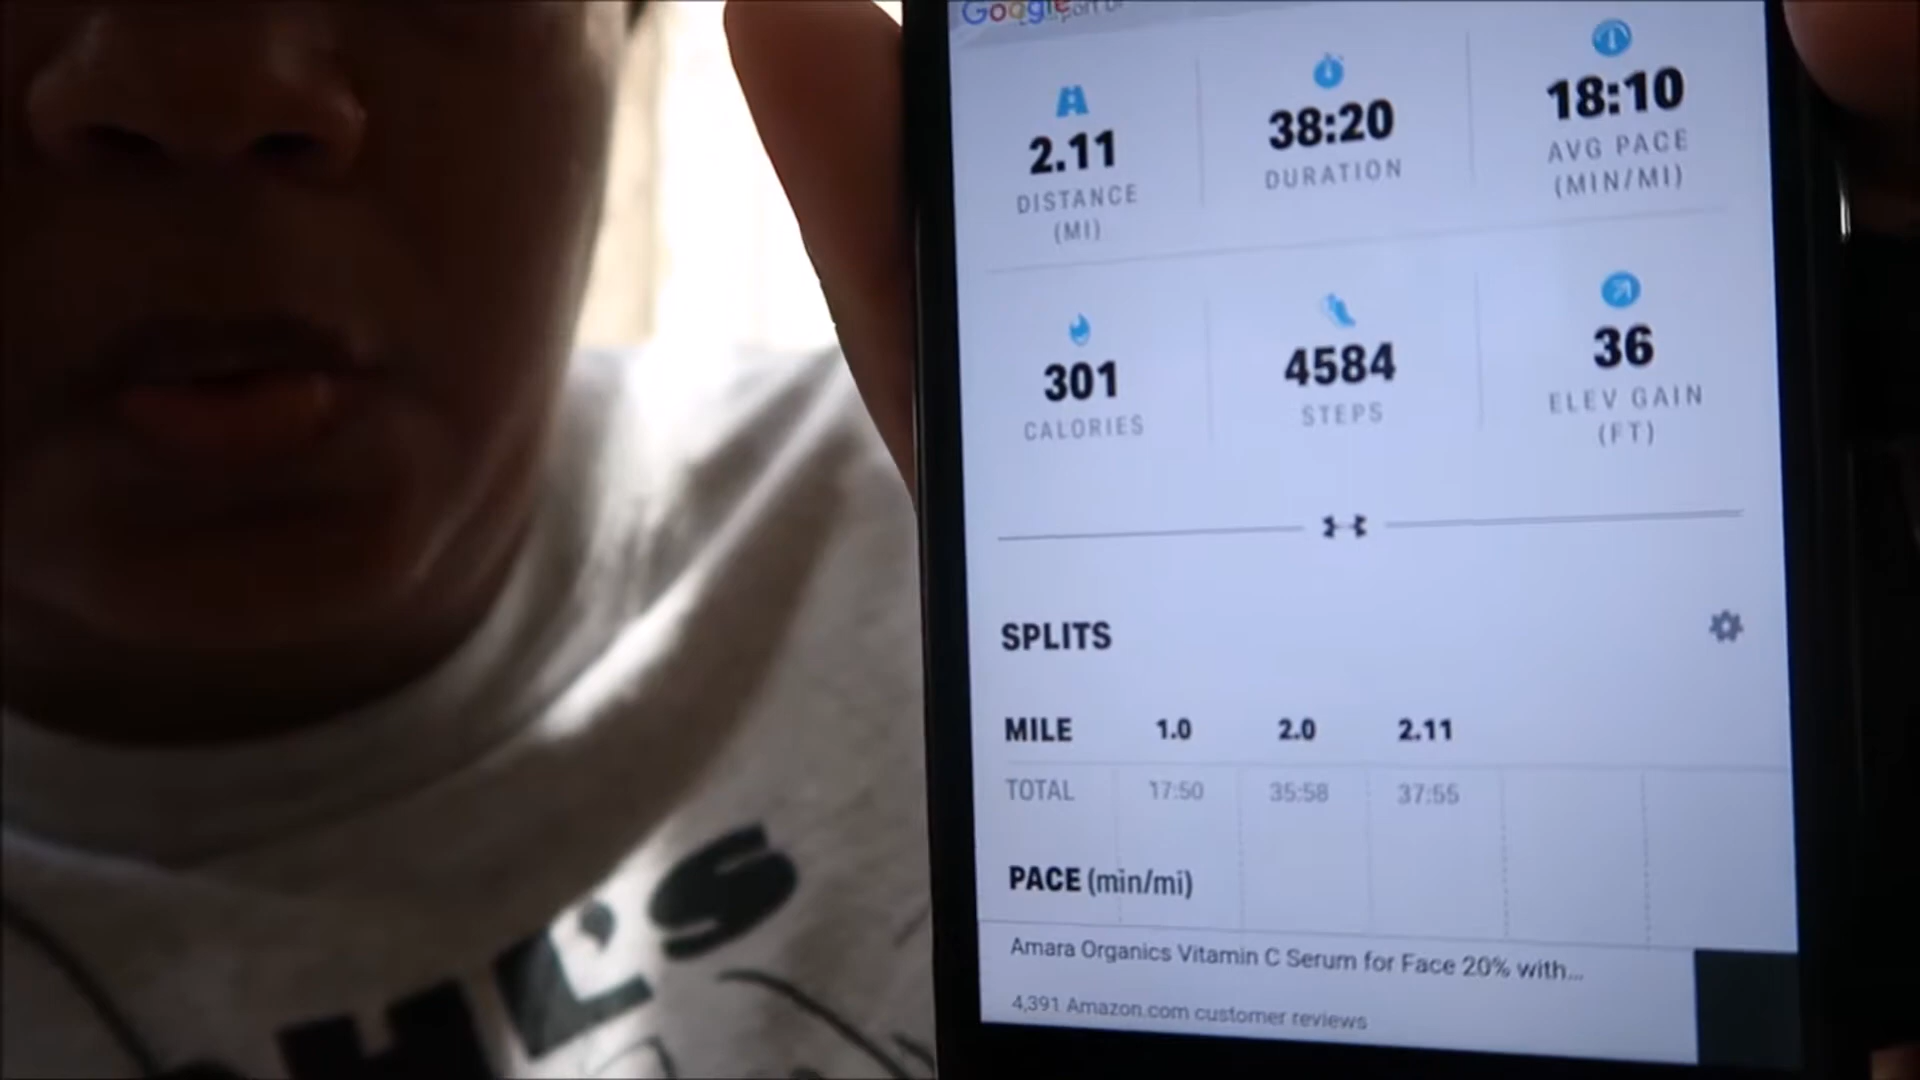 Google
2.11
DISTANCE
(MI)
38:20
DURATION
18:10
AVG PACE
(MIN/MI)
301
CALORIES
4584
STEPS
36
ELEV GAIN
(FT)
SPLITS
MILE 1.0 2.0 2.11
TOTAL 17:50 35:58 37:55
PACE (min/mi)
Amara Organics Vitamin C Serum for Face 20% with...
4,391 Amazon.com customer reviews